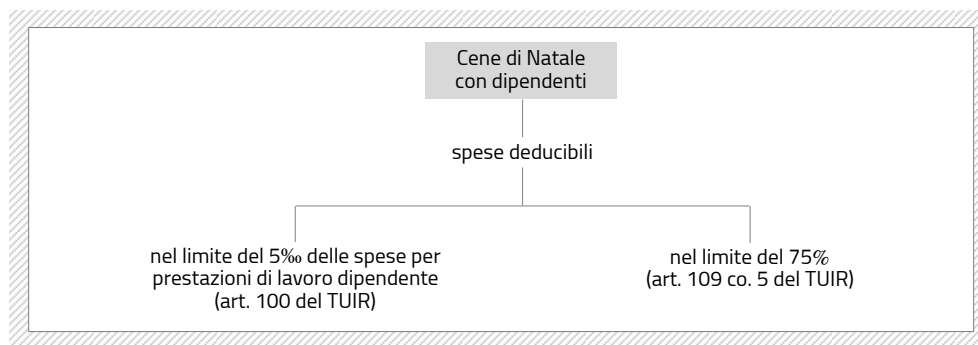 Cene di Natale
con dipendenti
spese deducibili
nel limite del 5‰ delle spese per
prestazioni di lavoro dipendente
(art. 100 del TUIR)
nel limite del 75%
(art. 109 co. 5 del TUIR)